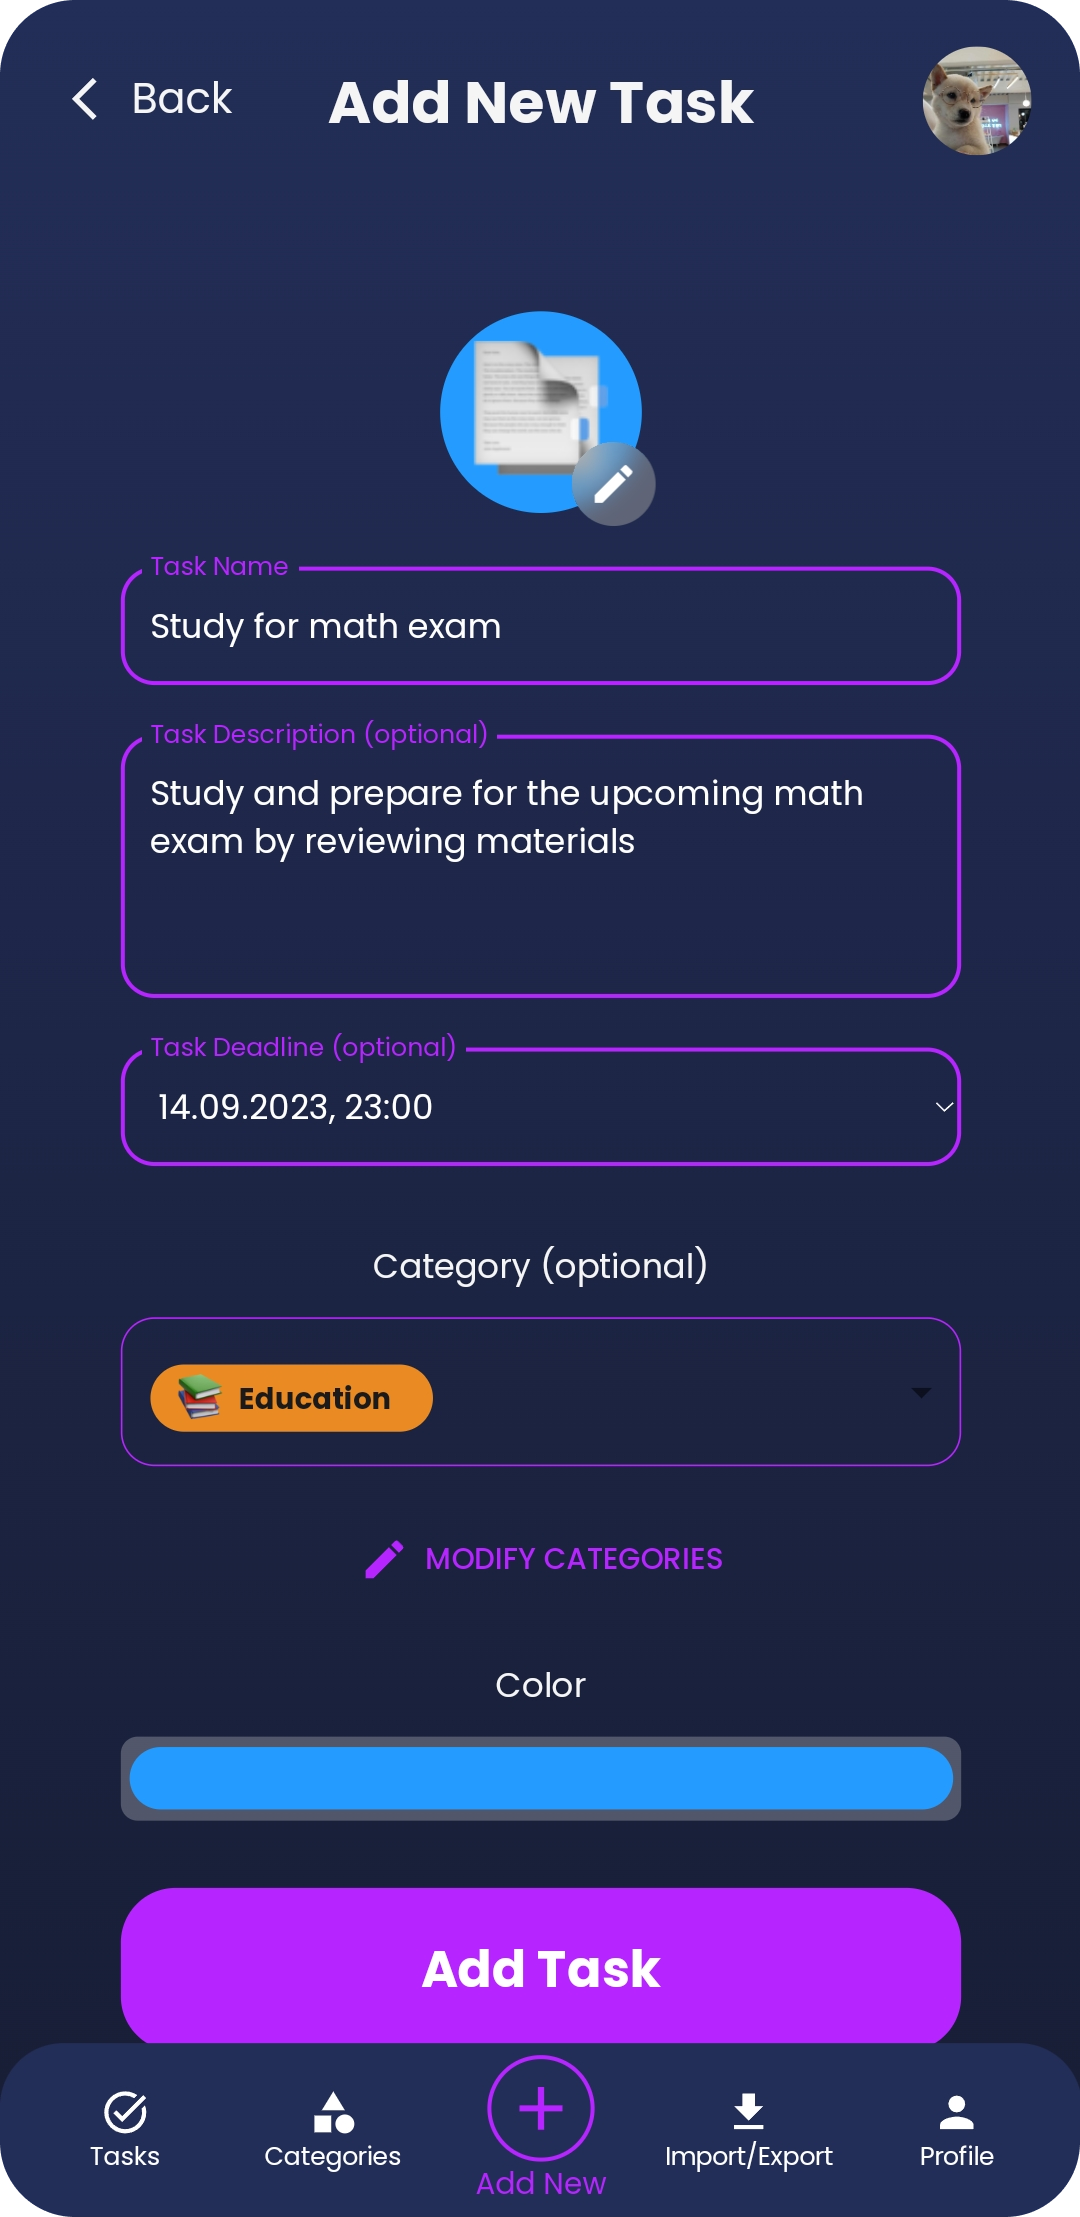 Back
Add New Task
Task Name
Study for math exam
Task Description (optional)
Study and prepare for the upcoming math
exam by reviewing materials
Task Deadline (optional)
14.09.2023, 23:00
Category (optional)
Education
MODIFY CATEGORIES
Color
Add Task
Tasks
Categories
Add New
Import/Export
Profile